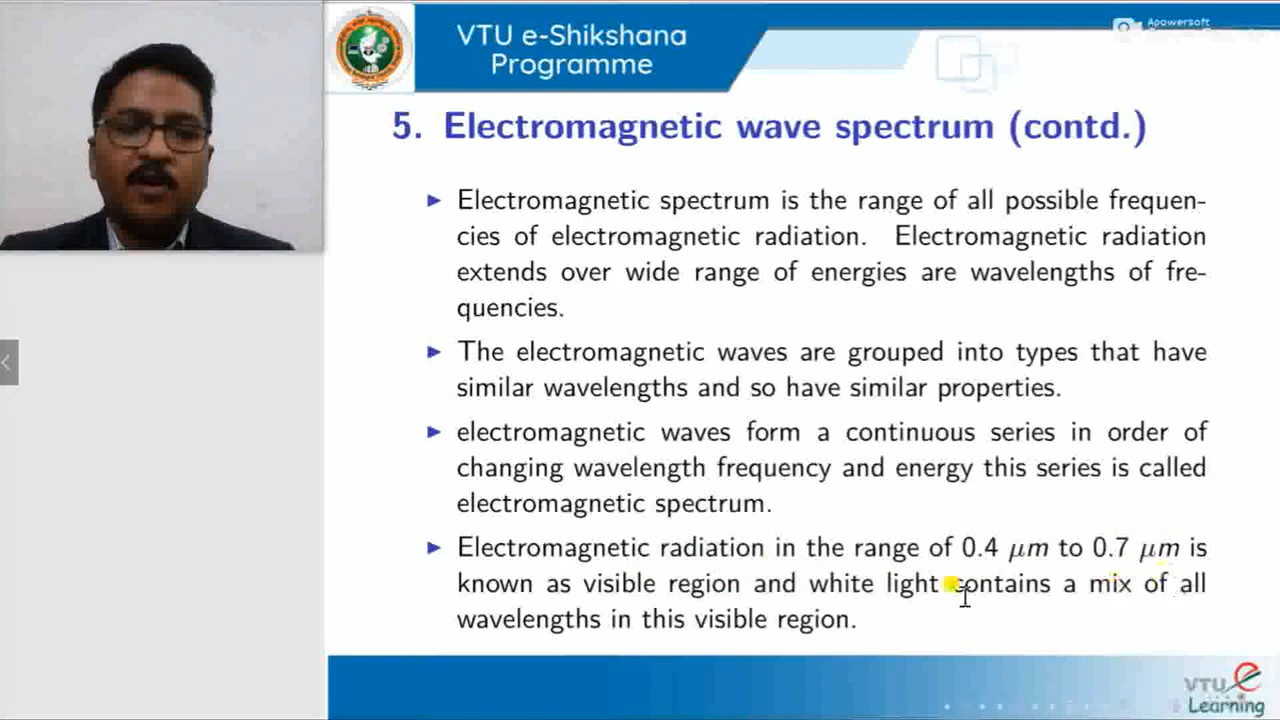 VTU e-Shikshana
Programme
Apowersoft
5. Electromagnetic wave spectrum (contd.)
Electromagnetic spectrum is the range of all possible frequen-
cies of electromagnetic radiation. Electromagnetic radiation
extends over wide range of energies are wavelengths of fre-
quencies.
The electromagnetic waves are grouped into types that have
similar wavelengths and so have similar properties.
electromagnetic waves form a continuous series in order of
changing wavelength frequency and energy this series is called
electromagnetic spectrum.
Electromagnetic radiation in the range of 0.4 μm to 0.7 μm is
known as visible region and white light contains a mix of all
wavelengths in this visible region.
VTU e
Learning